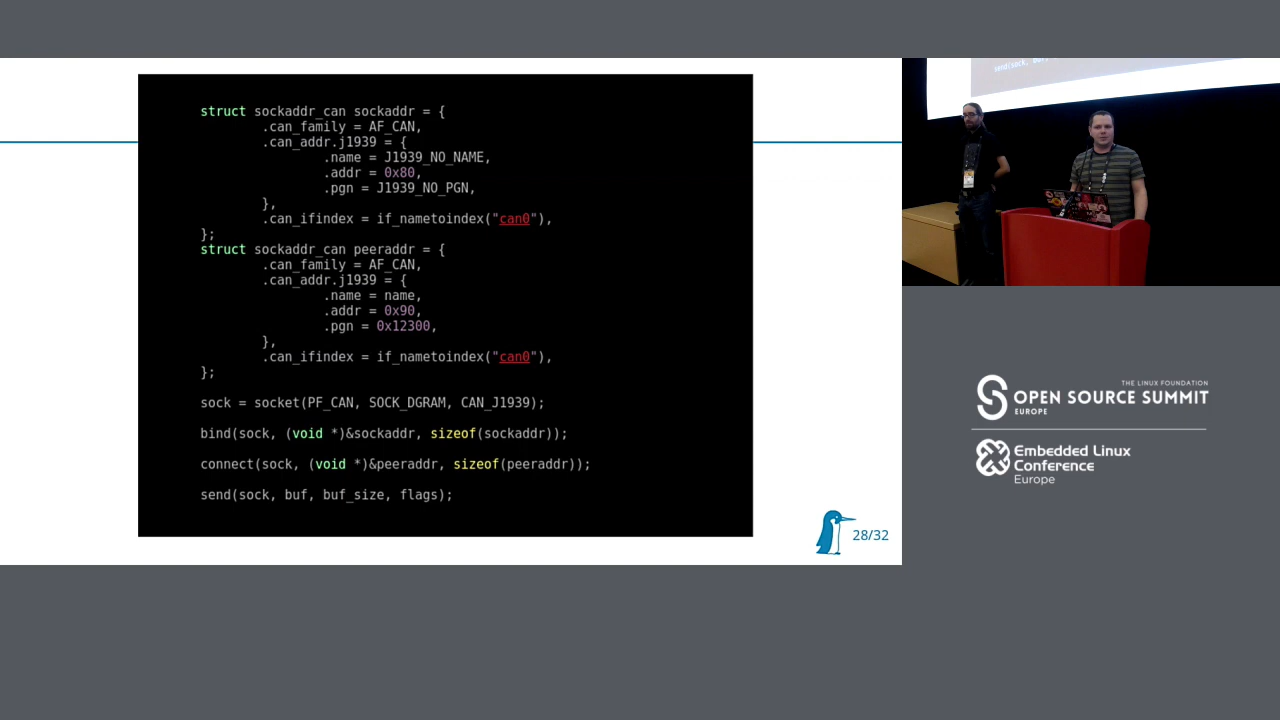 struct sockaddr_can sockaddr = {
        .can_family = AF_CAN,
        .can_addr.j1939 = {
                .name = J1939_NO_NAME,
                .addr = 0x80,
                .pgn = J1939_NO_PGN,
        },
        .can_ifindex = if_nametoindex("can0"),
};
struct sockaddr_can peeraddr = {
        .can_family = AF_CAN,
        .can_addr.j1939 = {
                .name = name,
                .addr = 0x90,
                .pgn = 0x12300,
        },
        .can_ifindex = if_nametoindex("can0"),
};
sock = socket(PF_CAN, SOCK_DGRAM, CAN_J1939);
bind(sock, (void *)&sockaddr, sizeof(sockaddr));
connect(sock, (void *)&peeraddr, sizeof(peeraddr));
send(sock, buf, buf_size, flags);
28/32
THE LINUX FOUNDATION
OPEN SOURCE SUMMIT
EUROPE
Embedded Linux
Conference
Europe